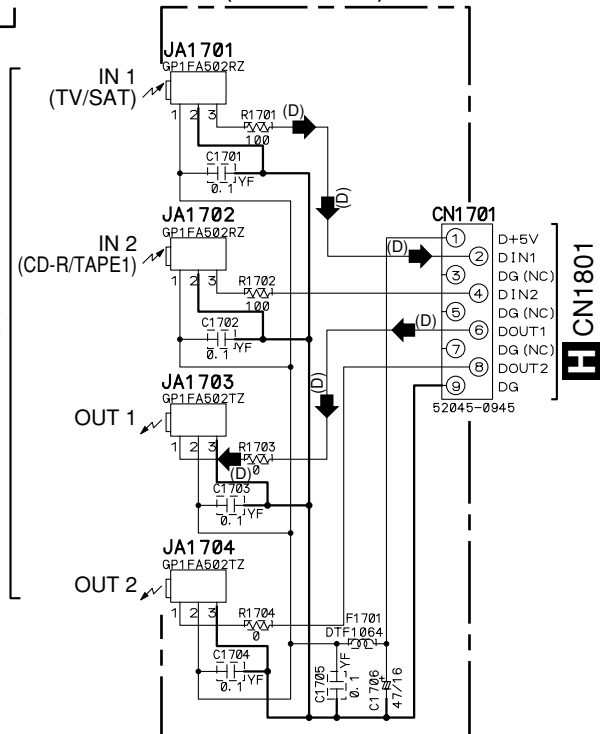 JA1701
GP1FA502RZ
IN 1
(TV/SAT)
1 2 3
R1701
100
(D)
C1701
0.1
YF
(D)
JA1702
GP1FA502RZ
IN 2
(CD-R/TAPE1)
1 2 3
R1702
100
C1702
0.1
YF
(D)
(D)
(D)
CN1701
1 D+5V
2 DIN1
3 DG(NC)
4 DIN2
5 DG(NC)
6 DOUT1
7 DG(NC)
8 DOUT2
9 DG
52045-0945
H CN1801
JA1703
GP1FA502TZ
OUT 1
1 2 3
R1703
0
(D)
C1703
0.1
YF
JA1704
GP1FA502TZ
OUT 2
1 2 3
R1704
0
C1704
0.1
YF
F1701
DTF1064
C1705
0.1
YF
C1706
+
47/16